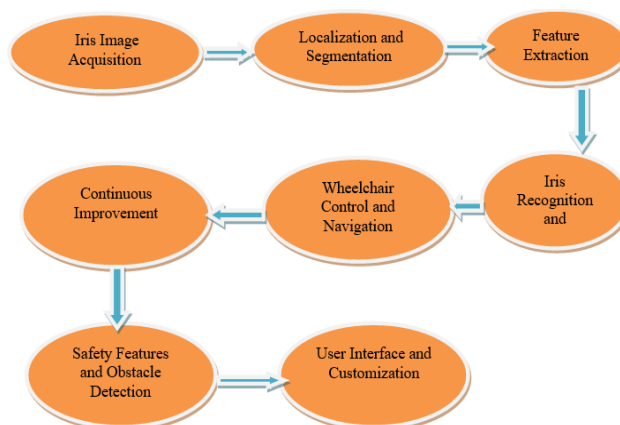 Iris Image
Acquisition
Localization and
Segmentation
Feature
Extraction
Iris
Recognition
and
Wheelchair
Control and
Navigation
Continuous
Improvement
Safety Features
and Obstacle
Detection
User Interface and
Customization